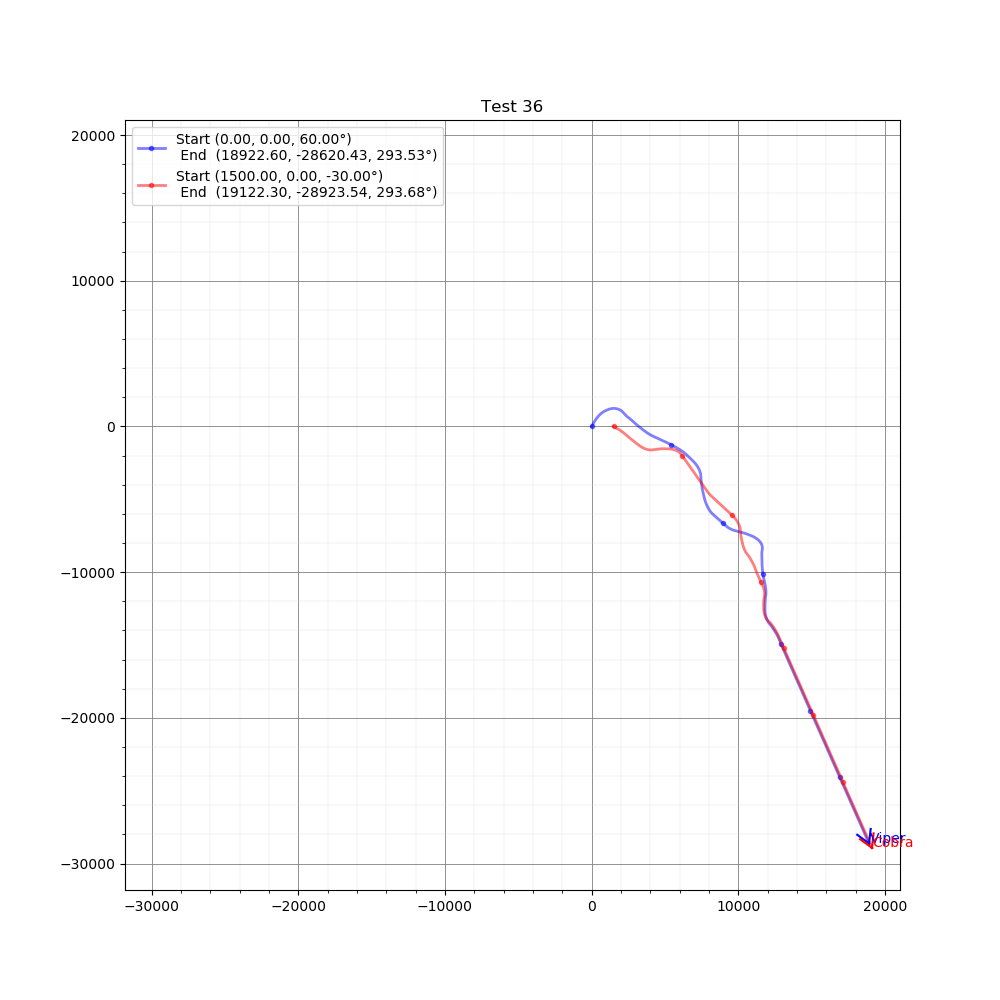 Test 36
Start (0.00, 0.00, 60.00°)
End (18922.60, -28620.43, 293.53°)
Start (1500.00, 0.00, -30.00°)
End (19122.30, -28923.54, 293.68°)
20000
10000
0
−10000
−20000
−30000
Viper
Cobra
−30000 −20000 −10000 0 10000 20000